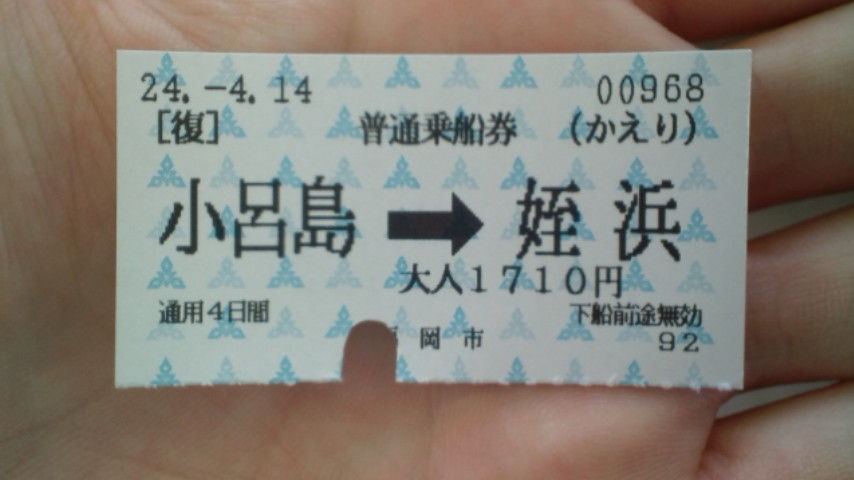 24.-4.14 00968
[復] 普通乗船券 (かえり)
小呂島 ➡ 姪浜
大人1710円
通用4日間 下船前途無効
岡市 92